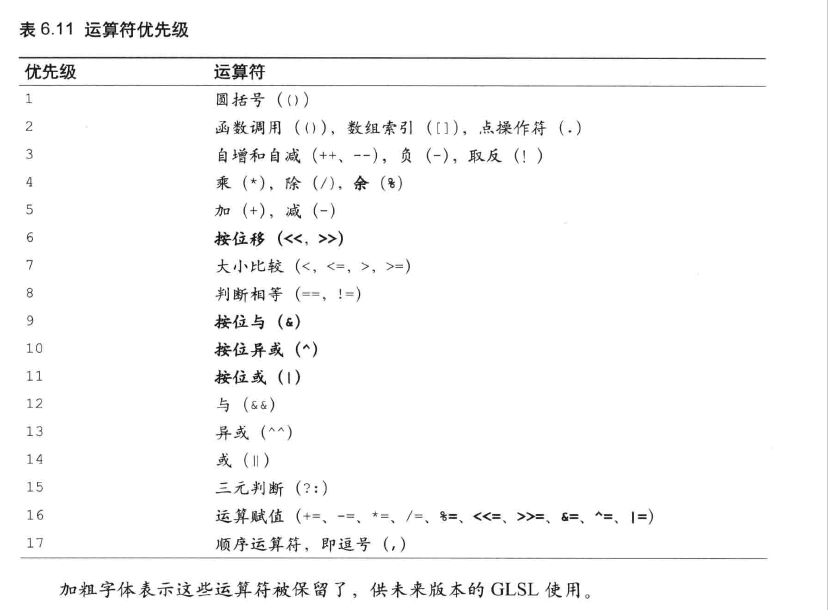 表 6.11 运算符优先级
优先级 运算符
1 圆括号（()）
2 函数调用（()），数组索引（[]），点操作符（.）
3 自增和自减（++、--），负（-），取反（!）
4 乘（*），除（/），余（%）
5 加（+），减（-）
6 按位移（<<，>>）
7 大小比较（<，<=，>，>=）
8 判断相等（==，!=）
9 按位与（&）
10 按位异或（^）
11 按位或（|）
12 与（&&）
13 异或（^^）
14 或（||）
15 三元判断（?:）
16 运算赋值（+=、-=、*=、/=、%=、<<=、>>=、&=、^=、|=）
17 顺序运算符，即逗号（,）
加粗字体表示这些运算符被保留了，供未来版本的 GLSL 使用。